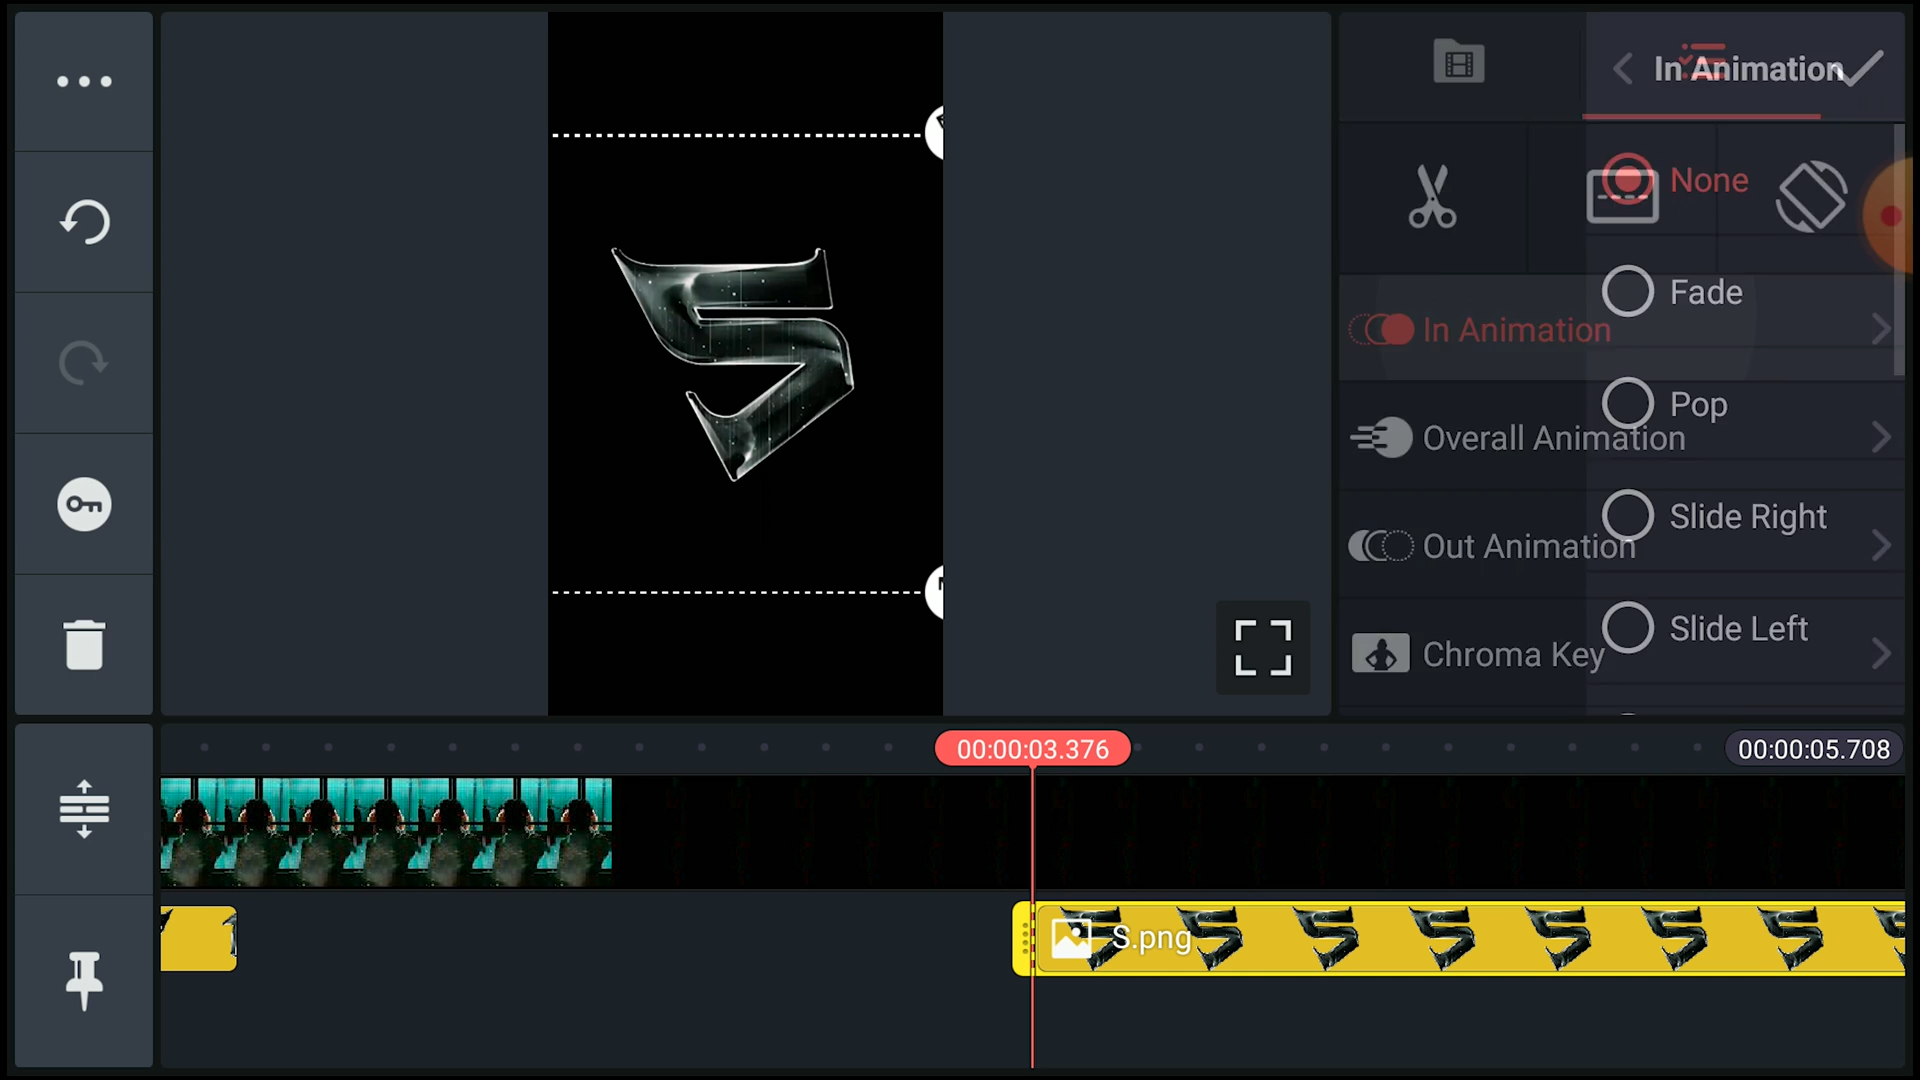 In Animation
None
Fade
In Animation
Pop
Overall Animation
Slide Right
Out Animation
Slide Left
Chroma Key
00:00:03.376
00:00:05.708
S.png